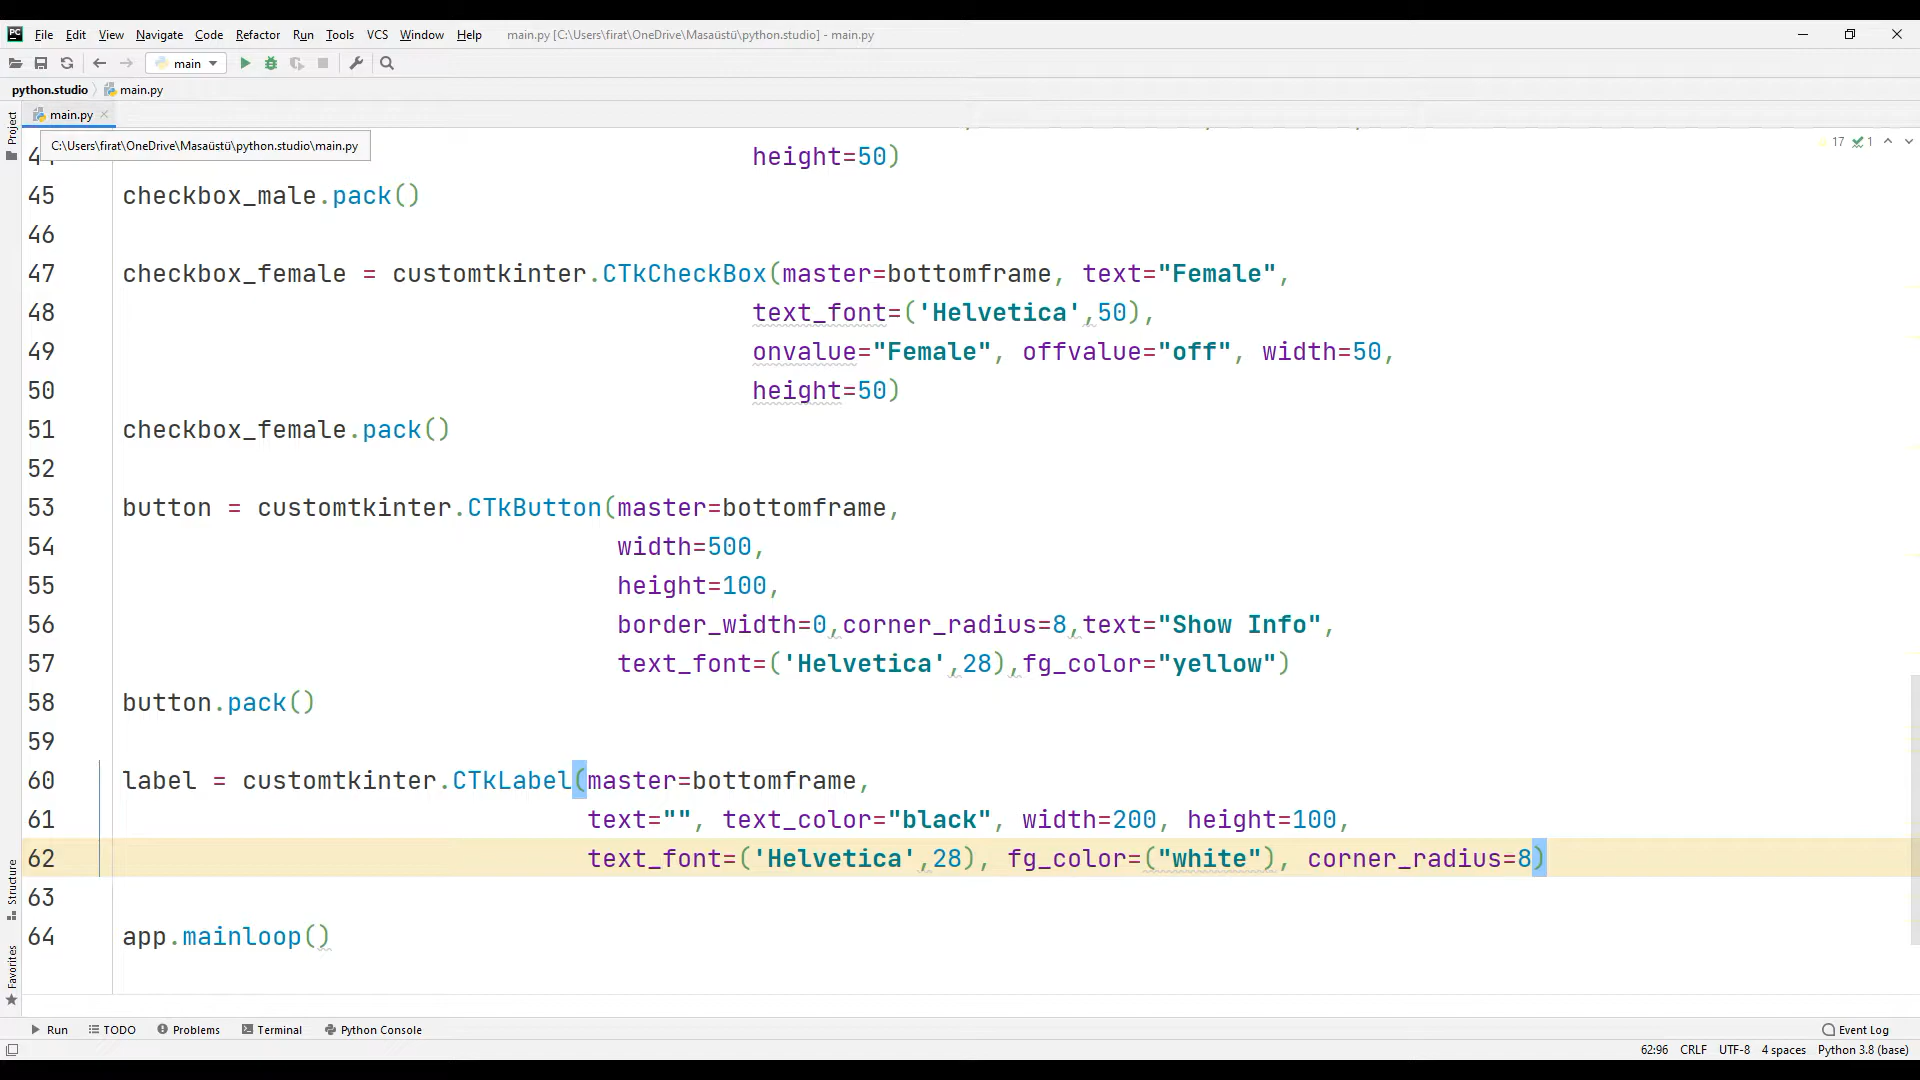 File Edit View Navigate Code Refactor Run Tools VCS Window Help main.py [C:\Users\firat\OneDrive\Masaüstü\python.studio] - main.py
main
python.studio main.py
Project main.py
C:\Users\firat\OneDrive\Masaüstü\python.studio\main.py
17 1
44 height=50)
45 checkbox_male.pack()
46
47 checkbox_female = customtkinter.CTkCheckBox(master=bottomframe, text="Female",
48 text_font=('Helvetica',50),
49 onvalue="Female", offvalue="off", width=50,
50 height=50)
51 checkbox_female.pack()
52
53 button = customtkinter.CTkButton(master=bottomframe,
54 width=500,
55 height=100,
56 border_width=0,corner_radius=8,text="Show Info",
57 text_font=('Helvetica',28),fg_color="yellow")
58 button.pack()
59
60 label = customtkinter.CTkLabel(master=bottomframe,
61 text="", text_color="black", width=200, height=100,
62 text_font=('Helvetica',28), fg_color=("white"), corner_radius=8)
63
64 app.mainloop()
Structure
Favorites
Run TODO Problems Terminal Python Console Event Log
62:96 CRLF UTF-8 4 spaces Python 3.8 (base)